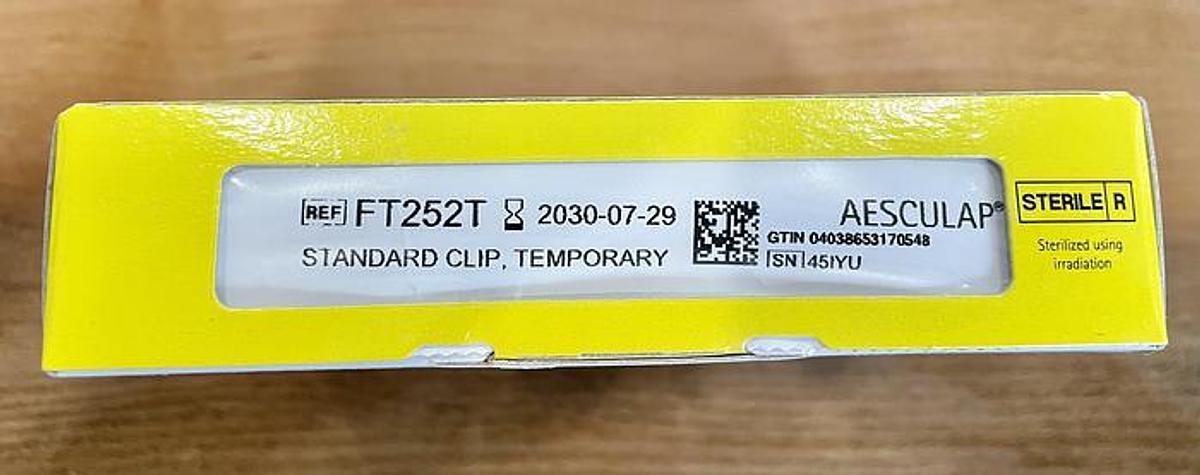 REF FT252T 2030-07-29
STANDARD CLIP, TEMPORARY
AESCULAP®
GTIN 04038653170548
SN 45IYU
STERILE R
Sterilized using
irradiation